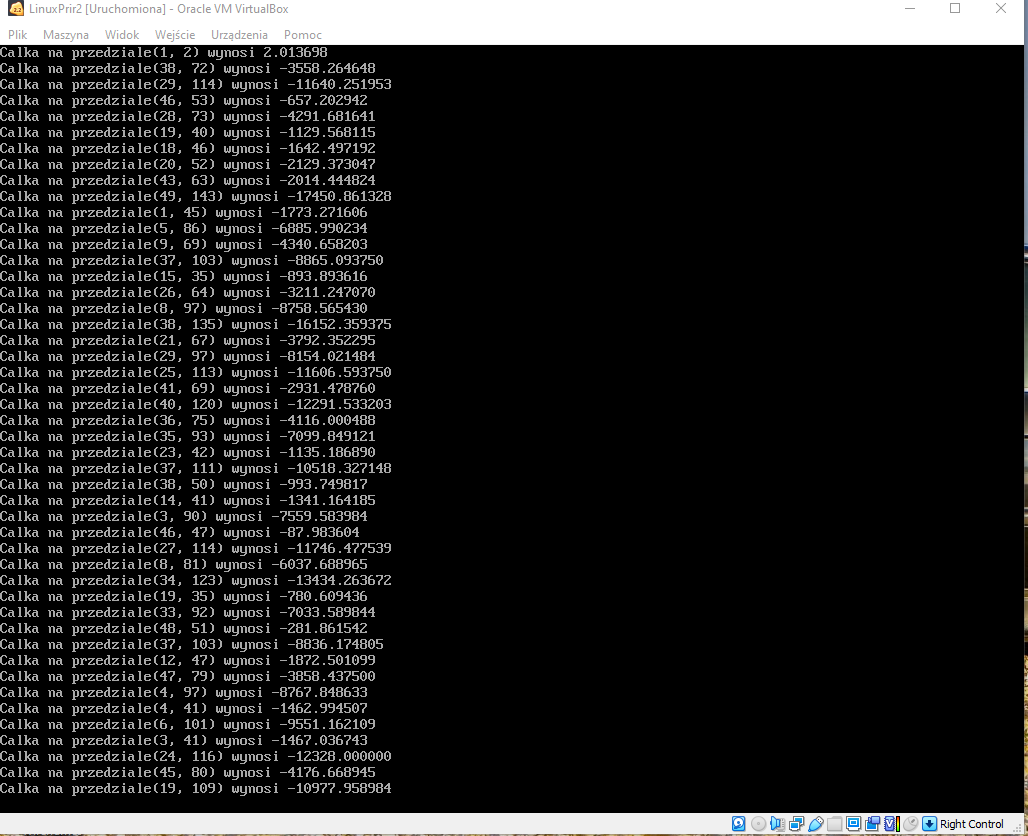 LinuxPrir2 [Uruchomiona] - Oracle VM VirtualBox
Plik Maszyna Widok Wejście Urządzenia Pomoc
Calka na przedziale(1, 2) wynosi 2.013698
Calka na przedziale(38, 72) wynosi -3558.264648
Calka na przedziale(29, 114) wynosi -11640.251953
Calka na przedziale(46, 53) wynosi -657.202942
Calka na przedziale(28, 73) wynosi -4291.681641
Calka na przedziale(19, 40) wynosi -1129.568115
Calka na przedziale(18, 46) wynosi -1642.497192
Calka na przedziale(20, 52) wynosi -2129.373047
Calka na przedziale(43, 63) wynosi -2014.444824
Calka na przedziale(49, 143) wynosi -17450.861328
Calka na przedziale(1, 45) wynosi -1773.271606
Calka na przedziale(5, 86) wynosi -6885.990234
Calka na przedziale(9, 69) wynosi -4340.658203
Calka na przedziale(37, 103) wynosi -8865.093750
Calka na przedziale(15, 35) wynosi -893.893616
Calka na przedziale(26, 64) wynosi -3211.247070
Calka na przedziale(8, 97) wynosi -8758.565430
Calka na przedziale(38, 135) wynosi -16152.359375
Calka na przedziale(21, 67) wynosi -3792.352295
Calka na przedziale(29, 97) wynosi -8154.021484
Calka na przedziale(25, 113) wynosi -11606.593750
Calka na przedziale(41, 69) wynosi -2931.478760
Calka na przedziale(40, 120) wynosi -12291.533203
Calka na przedziale(36, 75) wynosi -4116.000488
Calka na przedziale(35, 93) wynosi -7099.849121
Calka na przedziale(23, 42) wynosi -1135.186890
Calka na przedziale(37, 111) wynosi -10518.327148
Calka na przedziale(38, 50) wynosi -993.749817
Calka na przedziale(14, 41) wynosi -1341.164185
Calka na przedziale(3, 90) wynosi -7559.583984
Calka na przedziale(46, 47) wynosi -87.983604
Calka na przedziale(27, 114) wynosi -11746.477539
Calka na przedziale(8, 81) wynosi -6037.688965
Calka na przedziale(34, 123) wynosi -13434.263672
Calka na przedziale(19, 35) wynosi -780.609436
Calka na przedziale(33, 92) wynosi -7033.589844
Calka na przedziale(48, 51) wynosi -281.861542
Calka na przedziale(37, 103) wynosi -8836.174805
Calka na przedziale(12, 47) wynosi -1872.501099
Calka na przedziale(47, 79) wynosi -3858.437500
Calka na przedziale(4, 97) wynosi -8767.848633
Calka na przedziale(4, 41) wynosi -1462.994507
Calka na przedziale(6, 101) wynosi -9551.162109
Calka na przedziale(3, 41) wynosi -1467.036743
Calka na przedziale(24, 116) wynosi -12328.000000
Calka na przedziale(45, 80) wynosi -4176.668945
Calka na przedziale(19, 109) wynosi -10977.958984
Right Control